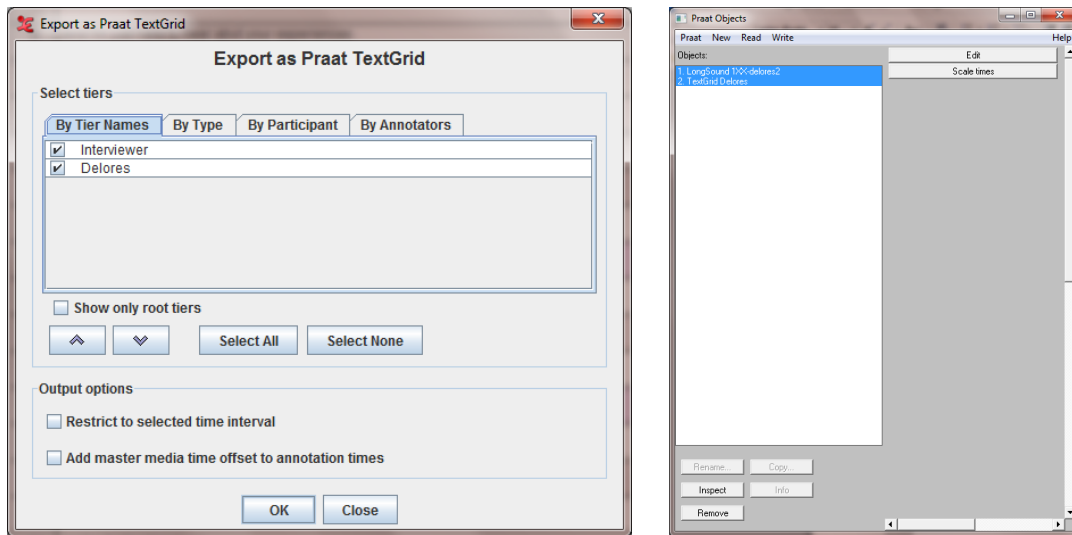 Export as Praat TextGrid
Export as Praat TextGrid
Select tiers
By Tier Names By Type By Participant By Annotators
Interviewer
Delores
Show only root tiers
Select All Select None
Output options
Restrict to selected time interval
Add master media time offset to annotation times
OK Close
Praat Objects
Praat New Read Write Help
Objects:
1. LongSound 1XX-delores2
2. TextGrid Delores
Edit
Scale times
Rename... Copy...
Inspect Info
Remove